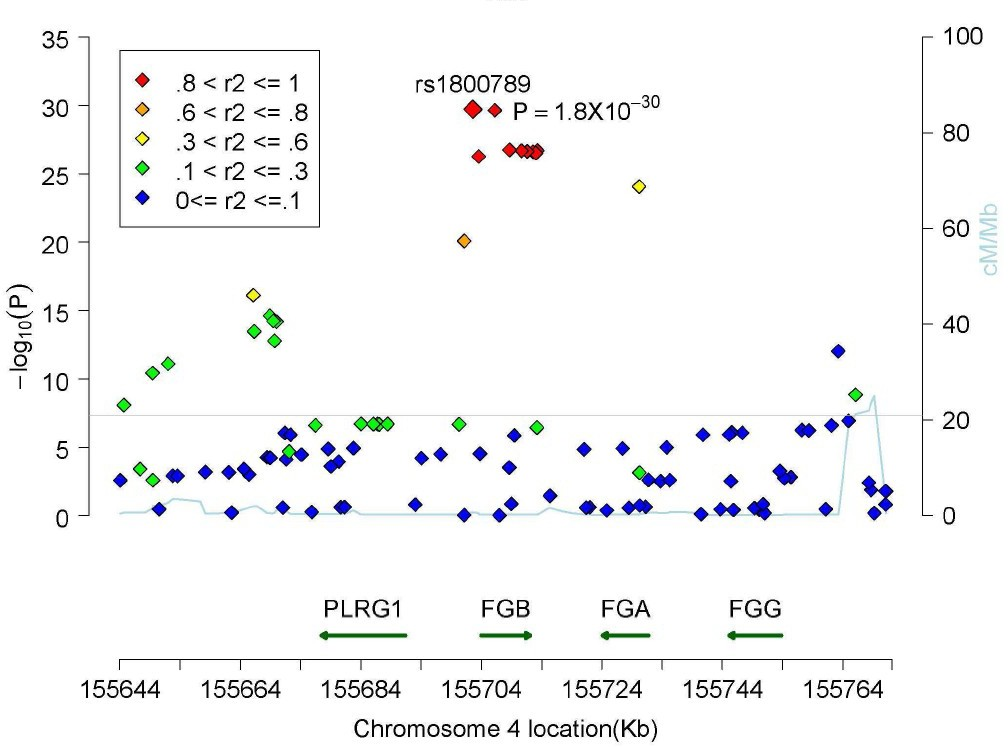 35
30
25
20
15
10
5
0
−log10(P)
.8 < r2 <= 1
.6 < r2 <= .8
.3 < r2 <= .6
.1 < r2 <= .3
0<= r2 <=.1
rs1800789
P = 1.8X10−30
100
80
60
40
20
0
cM/Mb
PLRG1 FGB FGA FGG
155644 155664 155684 155704 155724 155744 155764
Chromosome 4 location(Kb)